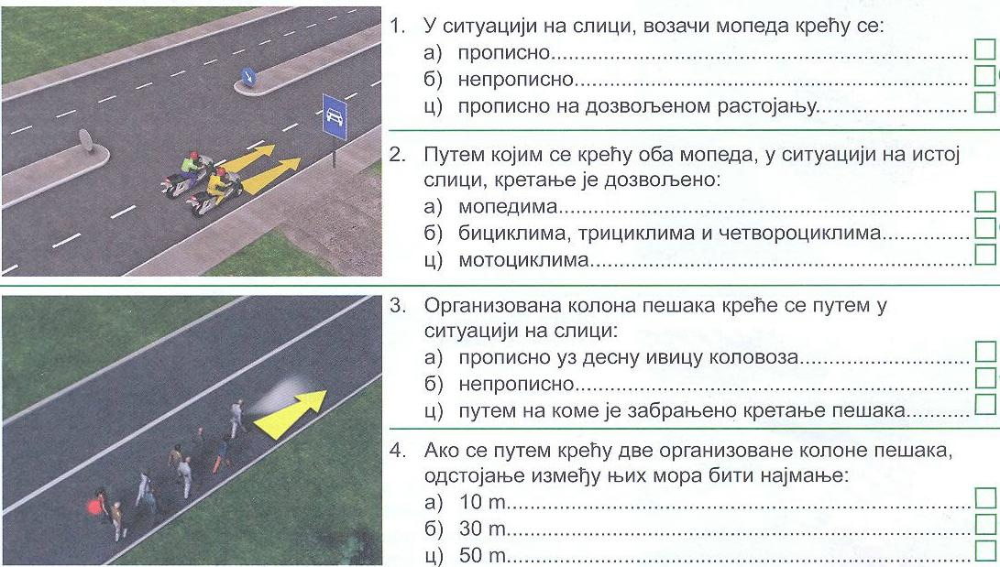 1. У ситуацији на слици, возачи мопеда крећу се:
а) прописно
б) непрописно
ц) прописно на дозвољеном растојању
2. Путем којим се крећу оба мопеда, у ситуацији на истој
слици, кретање је дозвољено:
а) мопедима
б) бициклима, трициклима и четвороциклима
ц) мотоциклима
3. Организована колона пешака креће се путем у
ситуацији на слици:
а) прописно уз десну ивицу коловоза
б) непрописно
ц) путем на коме је забрањено кретање пешака
4. Ако се путем крећу две организоване колоне пешака,
одстојање између њих мора бити најмање:
а) 10 m
б) 30 m
ц) 50 m